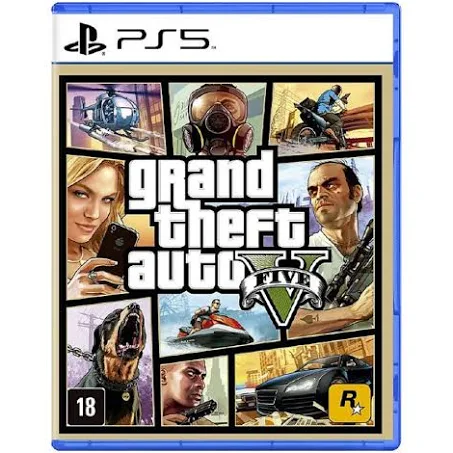 PS5
grand
theft
auto
V
FIVE
18
R